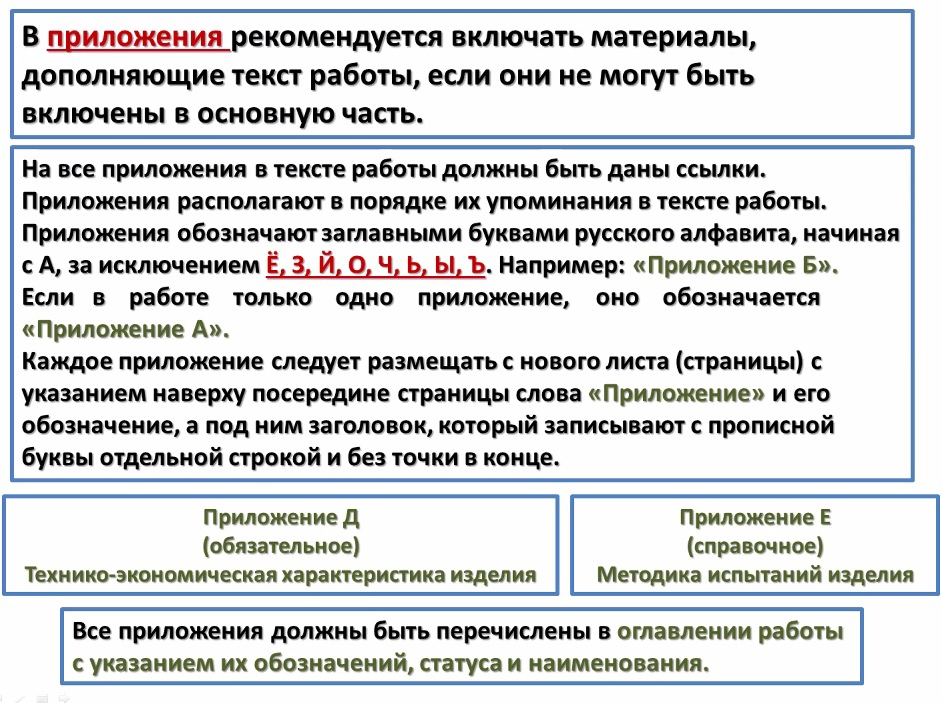 В приложения рекомендуется включать материалы,
дополняющие текст работы, если они не могут быть
включены в основную часть.
На все приложения в тексте работы должны быть даны ссылки.
Приложения располагают в порядке их упоминания в тексте работы.
Приложения обозначают заглавными буквами русского алфавита, начиная
с А, за исключением Ё, З, Й, О, Ч, Ь, Ы, Ъ. Например: «Приложение Б».
Если в работе только одно приложение, оно обозначается
«Приложение А».
Каждое приложение следует размещать с нового листа (страницы) с
указанием наверху посередине страницы слова «Приложение» и его
обозначение, а под ним заголовок, который записывают с прописной
буквы отдельной строкой и без точки в конце.
Приложение Д
(обязательное)
Технико-экономическая характеристика изделия
Приложение Е
(справочное)
Методика испытаний изделия
Все приложения должны быть перечислены в оглавлении работы
с указанием их обозначений, статуса и наименования.